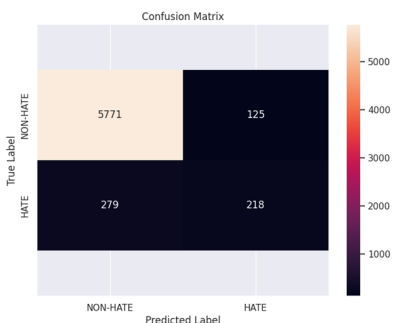 Confusion Matrix
True Label
NON-HATE
5771
125
HATE
279
218
NON-HATE
HATE
Predicted Label
5000
4000
3000
2000
1000